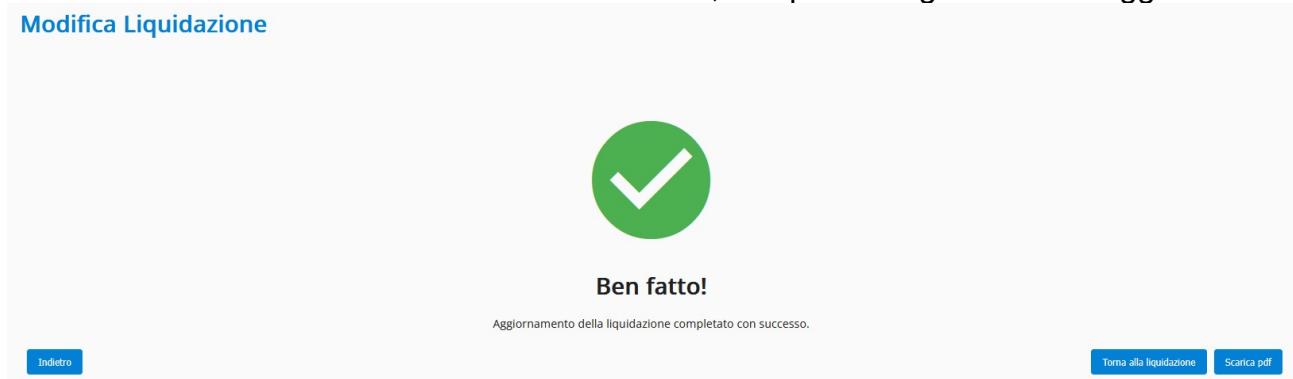 Modifica Liquidazione
Ben fatto!
Aggiornamento della liquidazione completato con successo.
Indietro
Torna alla liquidazione
Scarica pdf